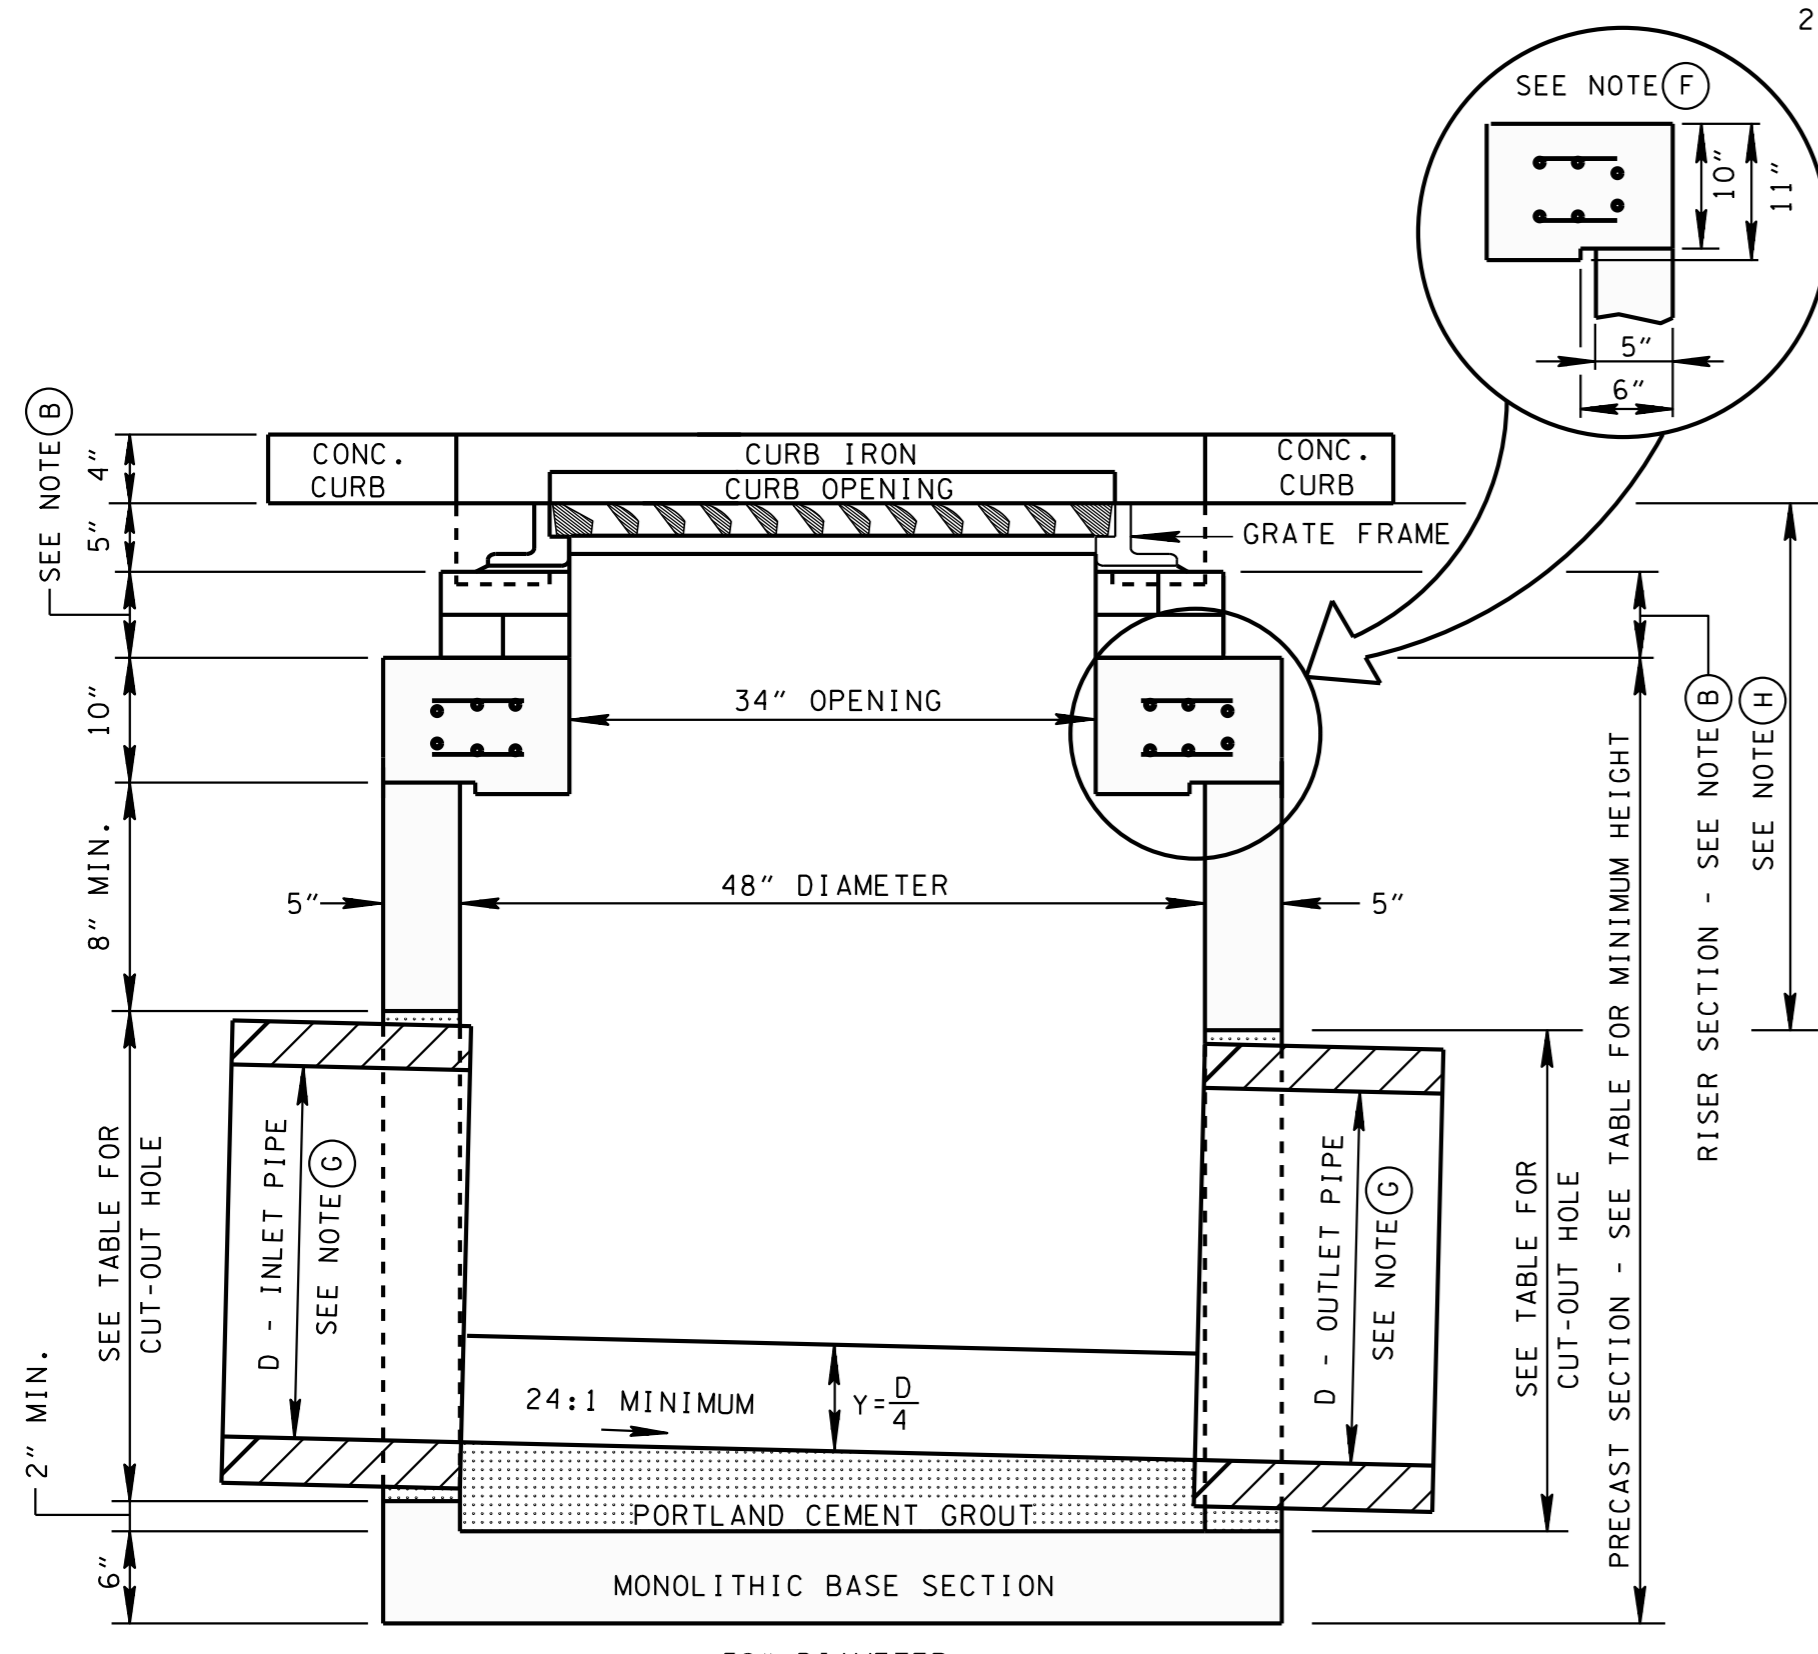 2
SEE NOTE F
10"
11"
5"
6"
SEE NOTE B
4"
5"
10"
8" MIN.
SEE TABLE FOR
CUT-OUT HOLE
2" MIN.
6"
CONC.
CURB
CURB IRON
CURB OPENING
CONC.
CURB
GRATE FRAME
34" OPENING
5"
48" DIAMETER
5"
D - INLET PIPE
SEE NOTE G
24:1 MINIMUM
Y=D/4
PORTLAND CEMENT GROUT
MONOLITHIC BASE SECTION
D - OUTLET PIPE
SEE NOTE G
SEE TABLE FOR
CUT-OUT HOLE
PRECAST SECTION - SEE TABLE FOR MINIMUM HEIGHT
RISER SECTION - SEE NOTE B
SEE NOTE H